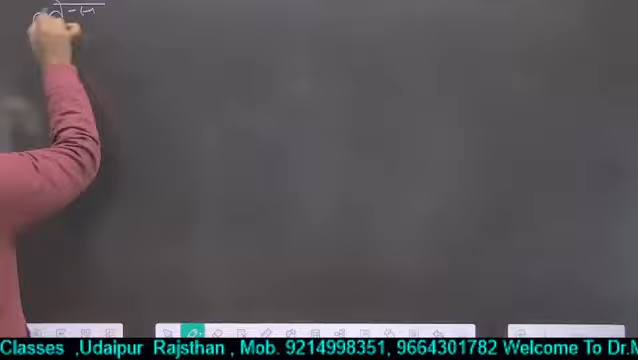 Classes ,Udaipur Rajsthan , Mob. 9214998351, 9664301782 Welcome To Dr.M